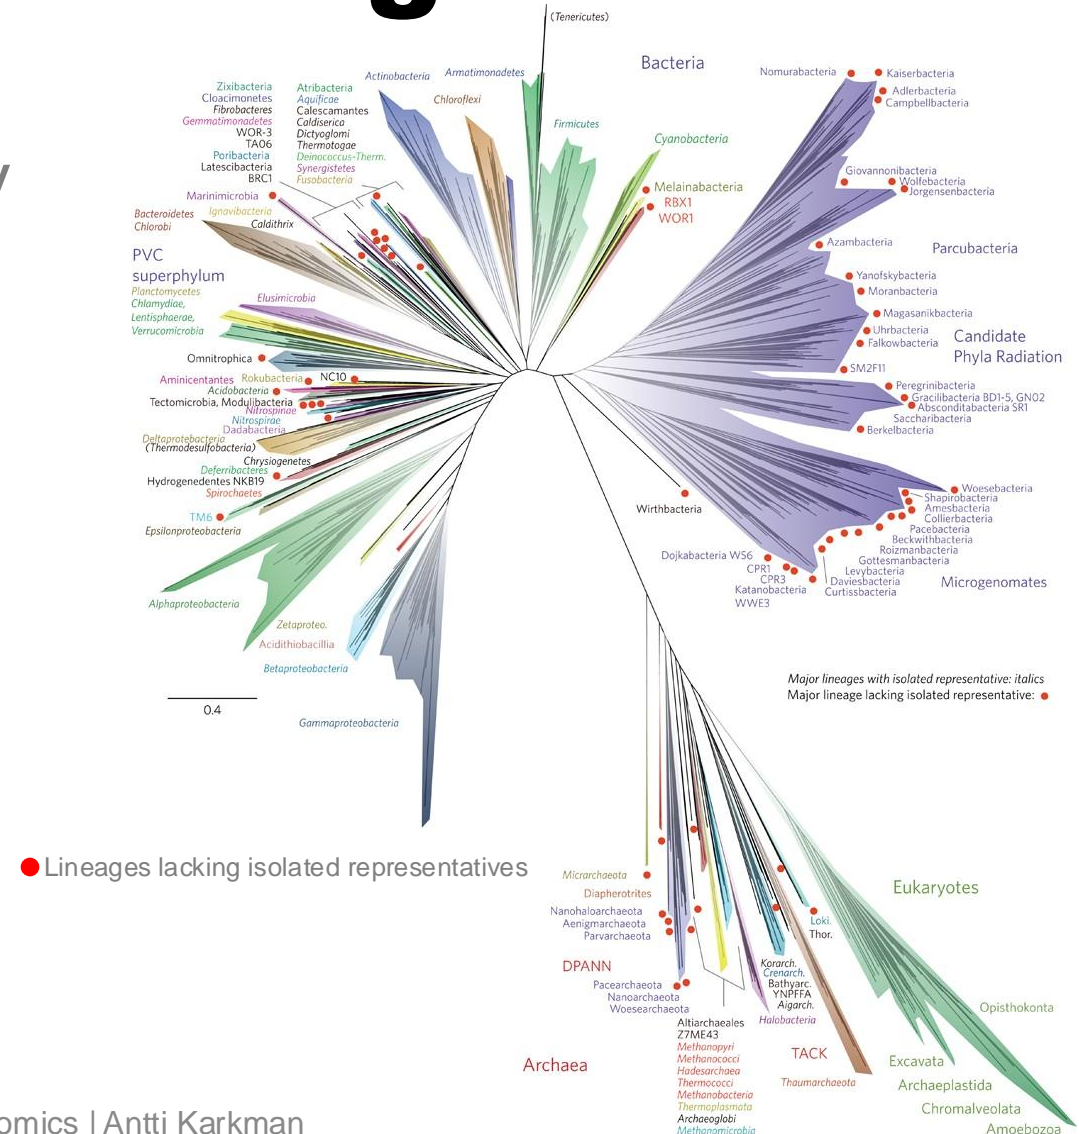 g
y
(Tenericutes)
Bacteria
Nomurabacteria
Kaiserbacteria
Adlerbacteria
Campbellbacteria
Zixibacteria
Cloacimonetes
Fibrobacteres
Gemmatimonadetes
WOR-3
TA06
Poribacteria
Latescibacteria
BRC1
Atribacteria
Aquificae
Calescamantes
Caldiserica
Dictyoglomi
Thermotogae
Deinococcus-Therm.
Synergistetes
Fusobacteria
Actinobacteria
Armatimonadetes
Chloroflexi
Firmicutes
Cyanobacteria
Melainabacteria
RBX1
WOR1
Giovannonibacteria
Wolfebacteria
Jorgensenbacteria
Azambacteria
Parcubacteria
Yanofskybacteria
Moranbacteria
Magasanikbacteria
Uhrbacteria
Falkowbacteria
Candidate
Phyla Radiation
SM2F11
Peregrinibacteria
Gracilibacteria BD1-5, GN02
Absconditabacteria SR1
Saccharibacteria
Berkelbacteria
Marinimicrobia
Bacteroidetes
Chlorobi
Ignavibacteria
Caldithrix
PVC
superphylum
Planctomycetes
Chlamydiae,
Lentisphaerae,
Verrucomicrobia
Elusimicrobia
Omnitrophica
Aminicentantes
Rokubacteria
NC10
Acidobacteria
Tectomicrobia, Modulibacteria
Nitrospinae
Nitrospirae
Dadabacteria
Deltaprotebacteria
(Thermodesulfobacteria)
Chrysiogenetes
Deferribacteres
Hydrogenedentes NKB19
Spirochaetes
TM6
Epsilonproteobacteria
Alphaproteobacteria
Zetaproteo.
Acidithiobacillia
Betaproteobacteria
Gammaproteobacteria
0.4
Wirthbacteria
Woesebacteria
Shapirobacteria
Amesbacteria
Collierbacteria
Pacebacteria
Beckwithbacteria
Roizmanbacteria
Gottesmanbacteria
Levybacteria
Daviesbacteria
Curtissbacteria
Microgenomates
Dojkabacteria WS6
CPR1
CPR3
Katanobacteria
WWE3
Major lineages with isolated representative: italics
Major lineage lacking isolated representative:
Lineages lacking isolated representatives
Micrarchaeota
Diapherotrites
Nanohaloarchaeota
Aenigmarchaeota
Parvarchaeota
DPANN
Pacearchaeota
Nanoarchaeota
Woesearchaeota
Archaea
Altiarchaeales
Z7ME43
Methanopyri
Methanococci
Hadesarchaea
Thermococci
Methanobacteria
Thermoplasmata
Archaeoglobi
Methanomicrobia
Halobacteria
Korarch.
Crenarch.
Bathyarc.
YNPFFA
Aigarch.
TACK
Thaumarchaeota
Loki.
Thor.
Eukaryotes
Opisthokonta
Excavata
Archaeplastida
Chromalveolata
Amoebozoa
omics | Antti Karkman